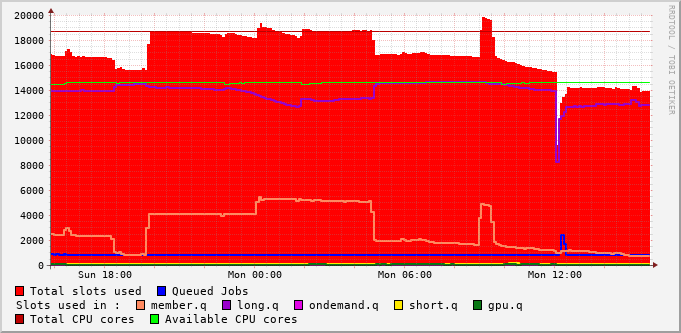 20000
18000
16000
14000
12000
10000
8000
6000
4000
2000
0
Sun 18:00 Mon 00:00 Mon 06:00 Mon 12:00
Total slots used Queued Jobs
Slots used in : member.q long.q ondemand.q short.q gpu.q
Total CPU cores Available CPU cores
RRDTOOL / TOBI OETIKER